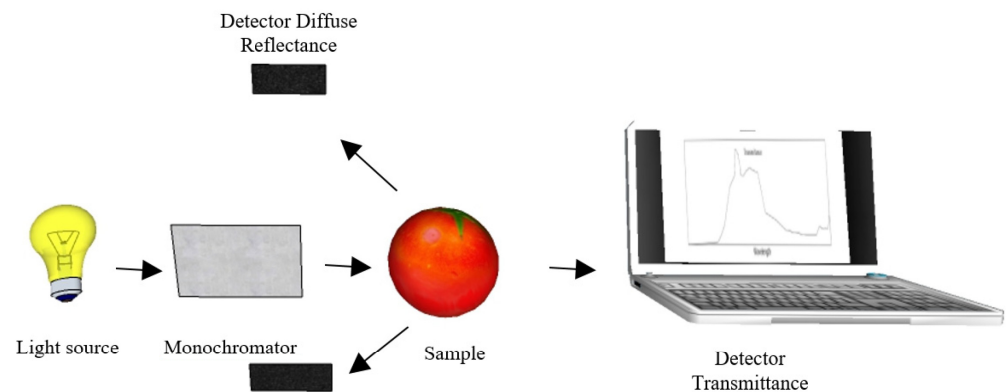 Detector Diffuse
Reflectance
Light source
Monochromator
Sample
Detector
Transmittance